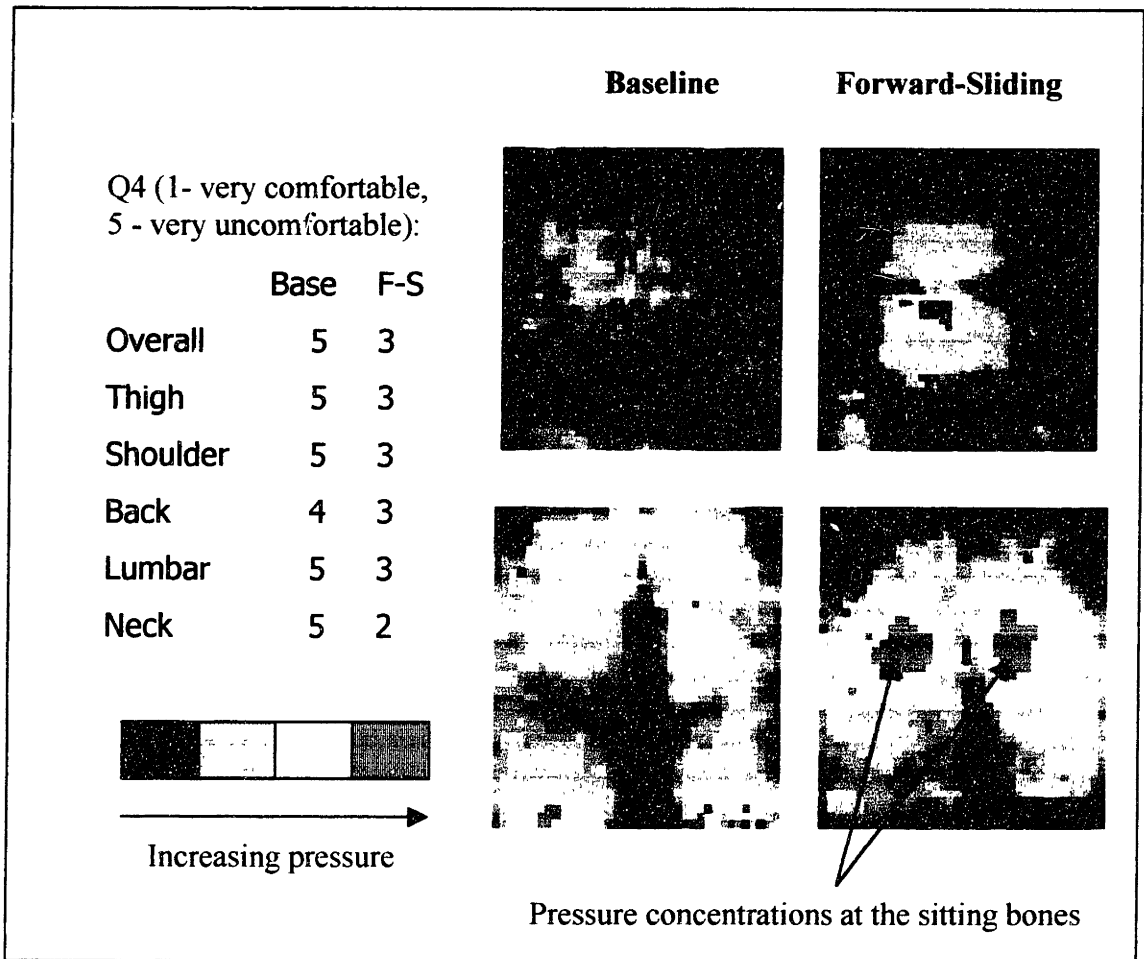 Baseline Forward-Sliding
Q4 (1- very comfortable,
5 - very uncomfortable):
Base F-S
Overall 5 3
Thigh 5 3
Shoulder 5 3
Back 4 3
Lumbar 5 3
Neck 5 2
Increasing pressure
Pressure concentrations at the sitting bones